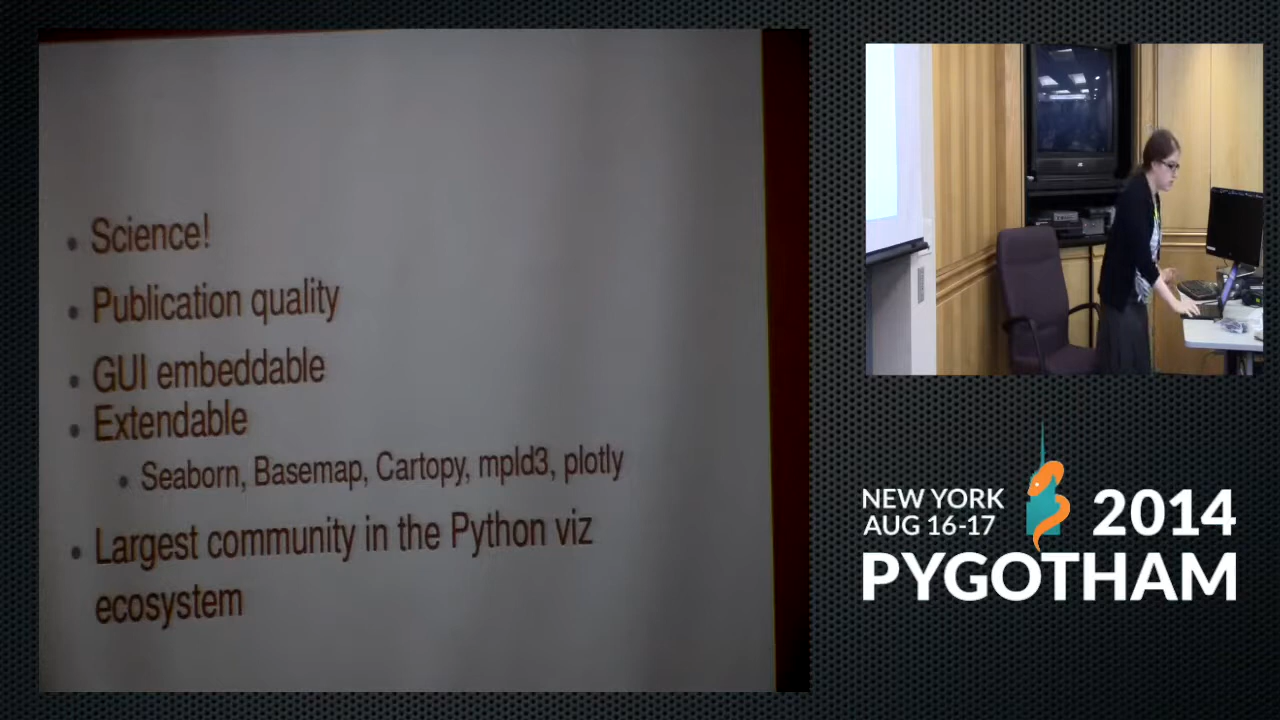 Science!
Publication quality
GUI embeddable
Extendable
Seaborn, Basemap, Cartopy, mpld3, plotly
Largest community in the Python viz
ecosystem
NEW YORK
AUG 16-17
2014
PYGOTHAM